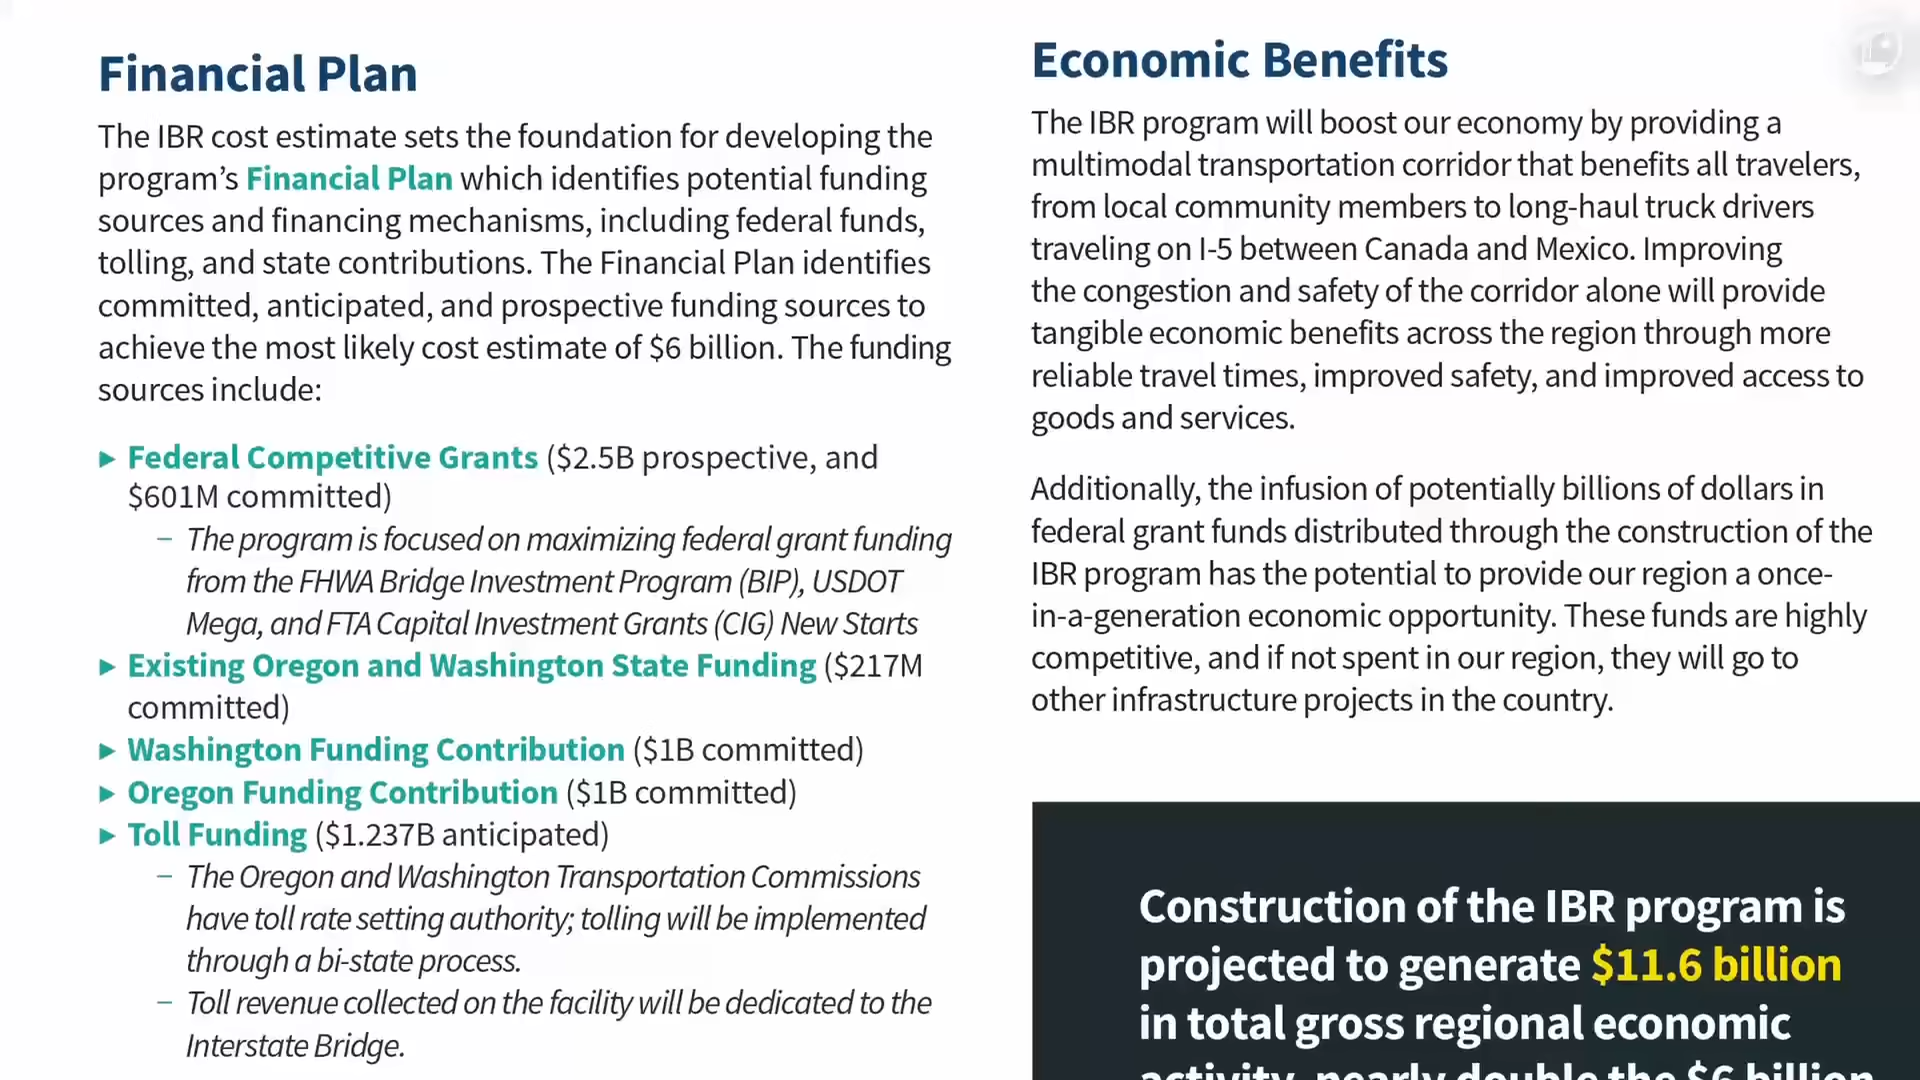 Financial Plan
The IBR cost estimate sets the foundation for developing the
program’s Financial Plan which identifies potential funding
sources and financing mechanisms, including federal funds,
tolling, and state contributions. The Financial Plan identifies
committed, anticipated, and prospective funding sources to
achieve the most likely cost estimate of $6 billion. The funding
sources include:
► Federal Competitive Grants ($2.5B prospective, and
$601M committed)
– The program is focused on maximizing federal grant funding
from the FHWA Bridge Investment Program (BIP), USDOT
Mega, and FTA Capital Investment Grants (CIG) New Starts
► Existing Oregon and Washington State Funding ($217M
committed)
► Washington Funding Contribution ($1B committed)
► Oregon Funding Contribution ($1B committed)
► Toll Funding ($1.237B anticipated)
– The Oregon and Washington Transportation Commissions
have toll rate setting authority; tolling will be implemented
through a bi-state process.
– Toll revenue collected on the facility will be dedicated to the
Interstate Bridge.
Economic Benefits
The IBR program will boost our economy by providing a
multimodal transportation corridor that benefits all travelers,
from local community members to long-haul truck drivers
traveling on I-5 between Canada and Mexico. Improving
the congestion and safety of the corridor alone will provide
tangible economic benefits across the region through more
reliable travel times, improved safety, and improved access to
goods and services.
Additionally, the infusion of potentially billions of dollars in
federal grant funds distributed through the construction of the
IBR program has the potential to provide our region a once-
in-a-generation economic opportunity. These funds are highly
competitive, and if not spent in our region, they will go to
other infrastructure projects in the country.
Construction of the IBR program is
projected to generate $11.6 billion
in total gross regional economic
activity, nearly double the $6 billion